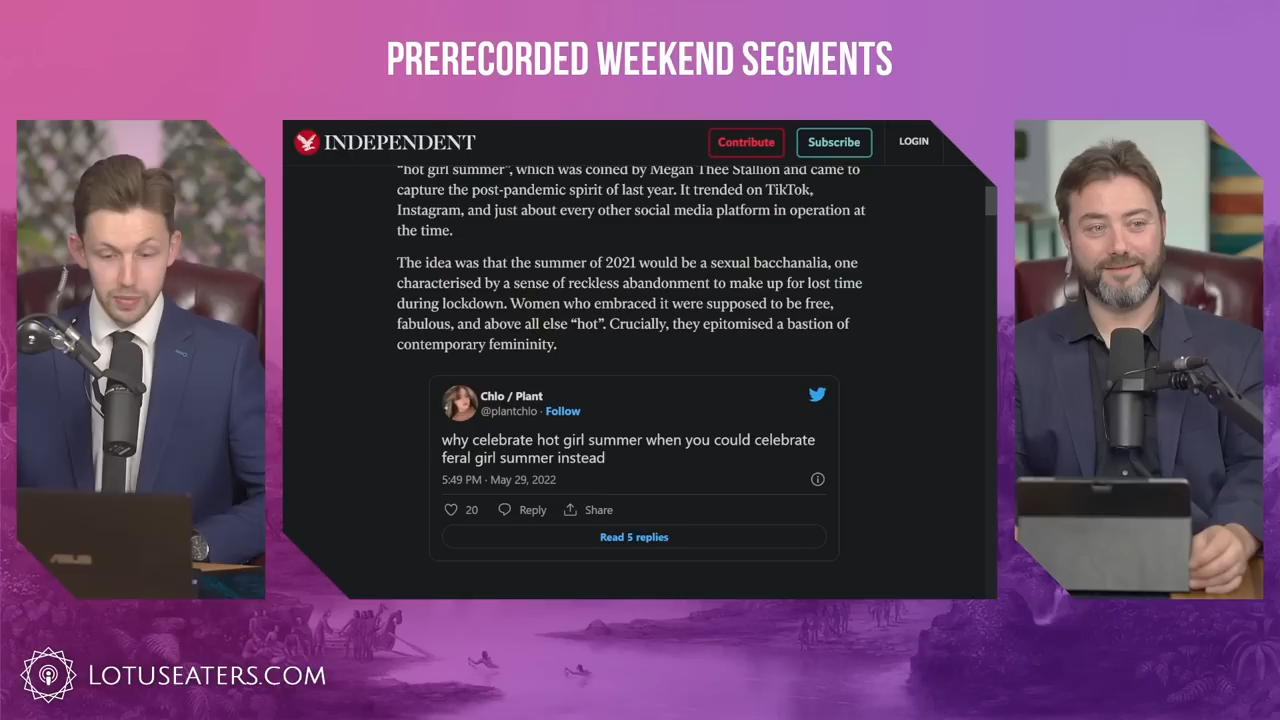 PRERECORDED WEEKEND SEGMENTS
INDEPENDENT
Contribute
Subscribe
LOGIN
“hot girl summer”, which was coined by Megan Thee Stallion and came to
capture the post-pandemic spirit of last year. It trended on TikTok,
Instagram, and just about every other social media platform in operation at
the time.
The idea was that the summer of 2021 would be a sexual bacchanalia, one
characterised by a sense of reckless abandonment to make up for lost time
during lockdown. Women who embraced it were supposed to be free,
fabulous, and above all else “hot”. Crucially, they epitomised a bastion of
contemporary femininity.
Chlo / Plant
@plantchlo · Follow
why celebrate hot girl summer when you could celebrate
feral girl summer instead
5:49 PM · May 29, 2022
20
Reply
Share
Read 5 replies
ASUS
LOTUSEATERS.COM